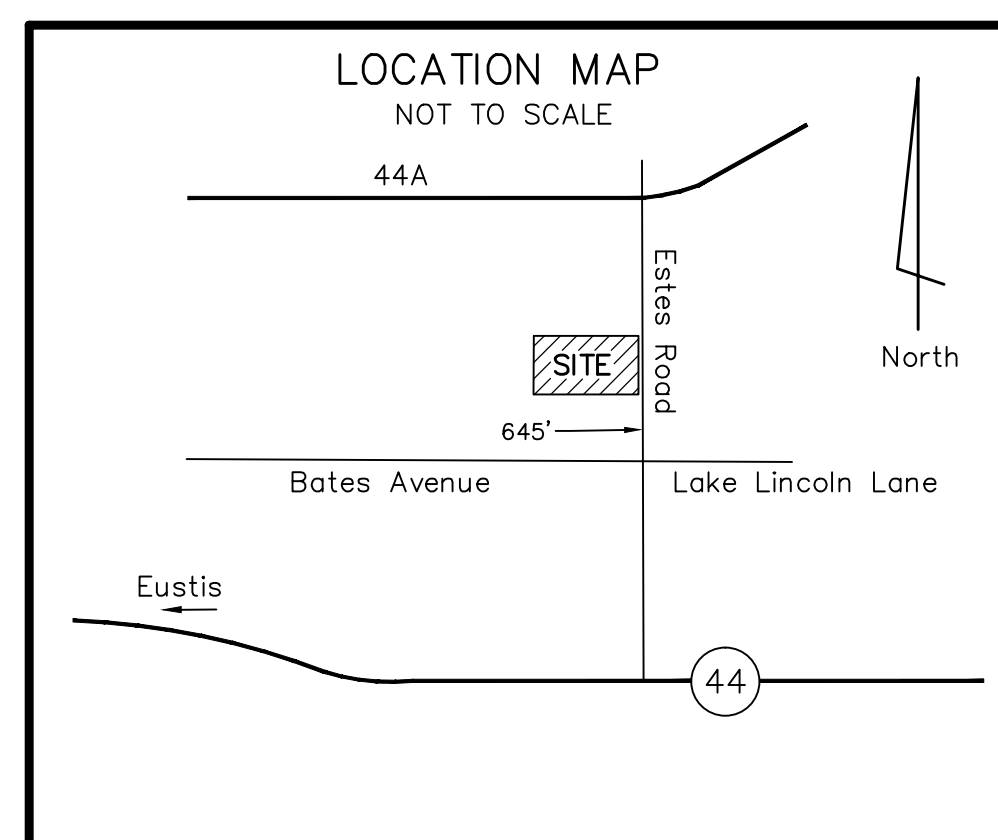 LOCATION MAP
NOT TO SCALE
44A
Estes Road
SITE
North
645'
Bates Avenue
Lake Lincoln Lane
Eustis
44